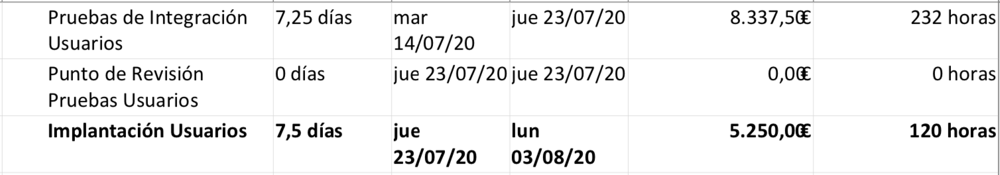 Pruebas de Integración Usuarios 7,25 días mar 14/07/20 jue 23/07/20 8.337,50€ 232 horas
Punto de Revisión Pruebas Usuarios 0 días jue 23/07/20 jue 23/07/20 0,00€ 0 horas
Implantación Usuarios 7,5 días jue 23/07/20 lun 03/08/20 5.250,00€ 120 horas